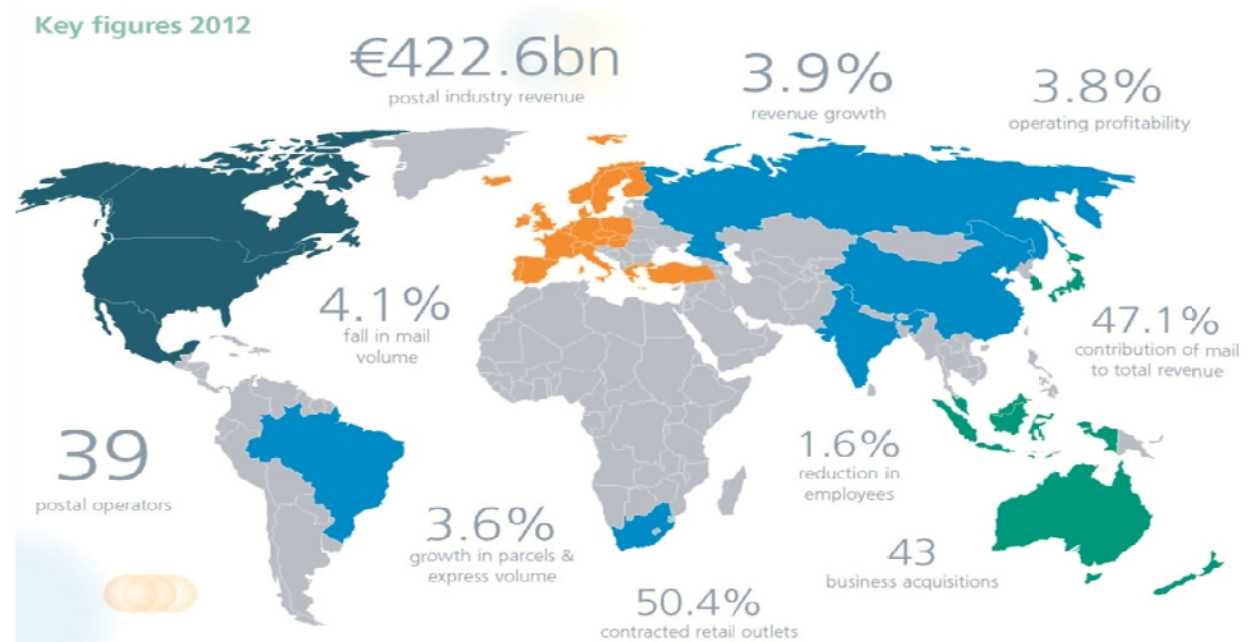 Key figures 2012
€422.6bn
postal industry revenue
3.9%
revenue growth
3.8%
operating profitability
4.1%
fall in mail
volume
47.1%
contribution of mail
to total revenue
39
postal operators
1.6%
reduction in
employees
3.6%
growth in parcels &
express volume
43
business acquisitions
50.4%
contracted retail outlets